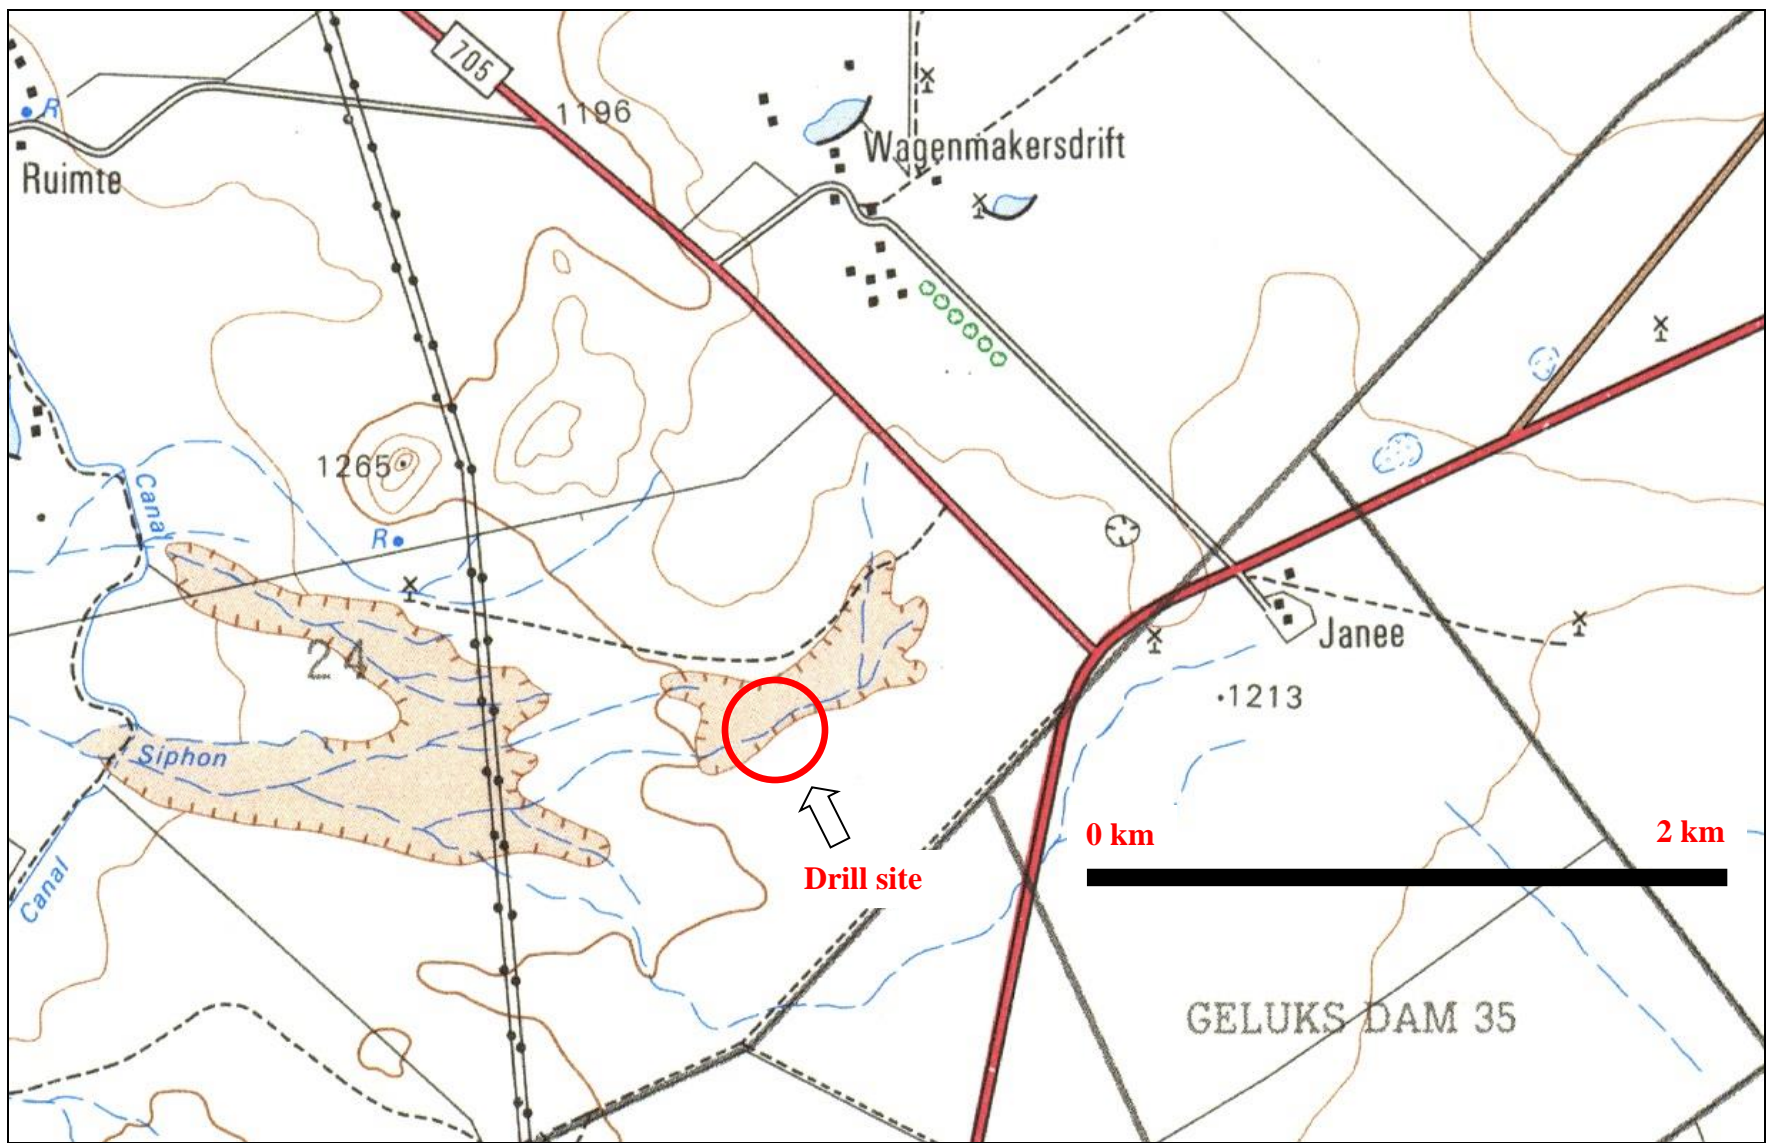 705
R
1196
Wagenmakersdrift
Ruimte
1265
Canal
R
24
Janee
1213
Siphon
0 km
2 km
Canal
Drill site
GELUKS DAM 35